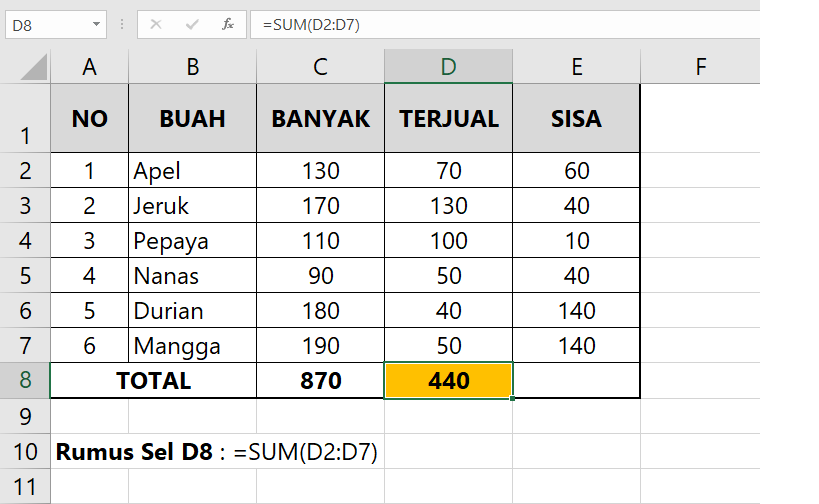 D8 fx =SUM(D2:D7)
A B C D E F
1 NO BUAH BANYAK TERJUAL SISA
2 1 Apel 130 70 60
3 2 Jeruk 170 130 40
4 3 Pepaya 110 100 10
5 4 Nanas 90 50 40
6 5 Durian 180 40 140
7 6 Mangga 190 50 140
8 TOTAL 870 440
9
10 Rumus Sel D8 : =SUM(D2:D7)
11